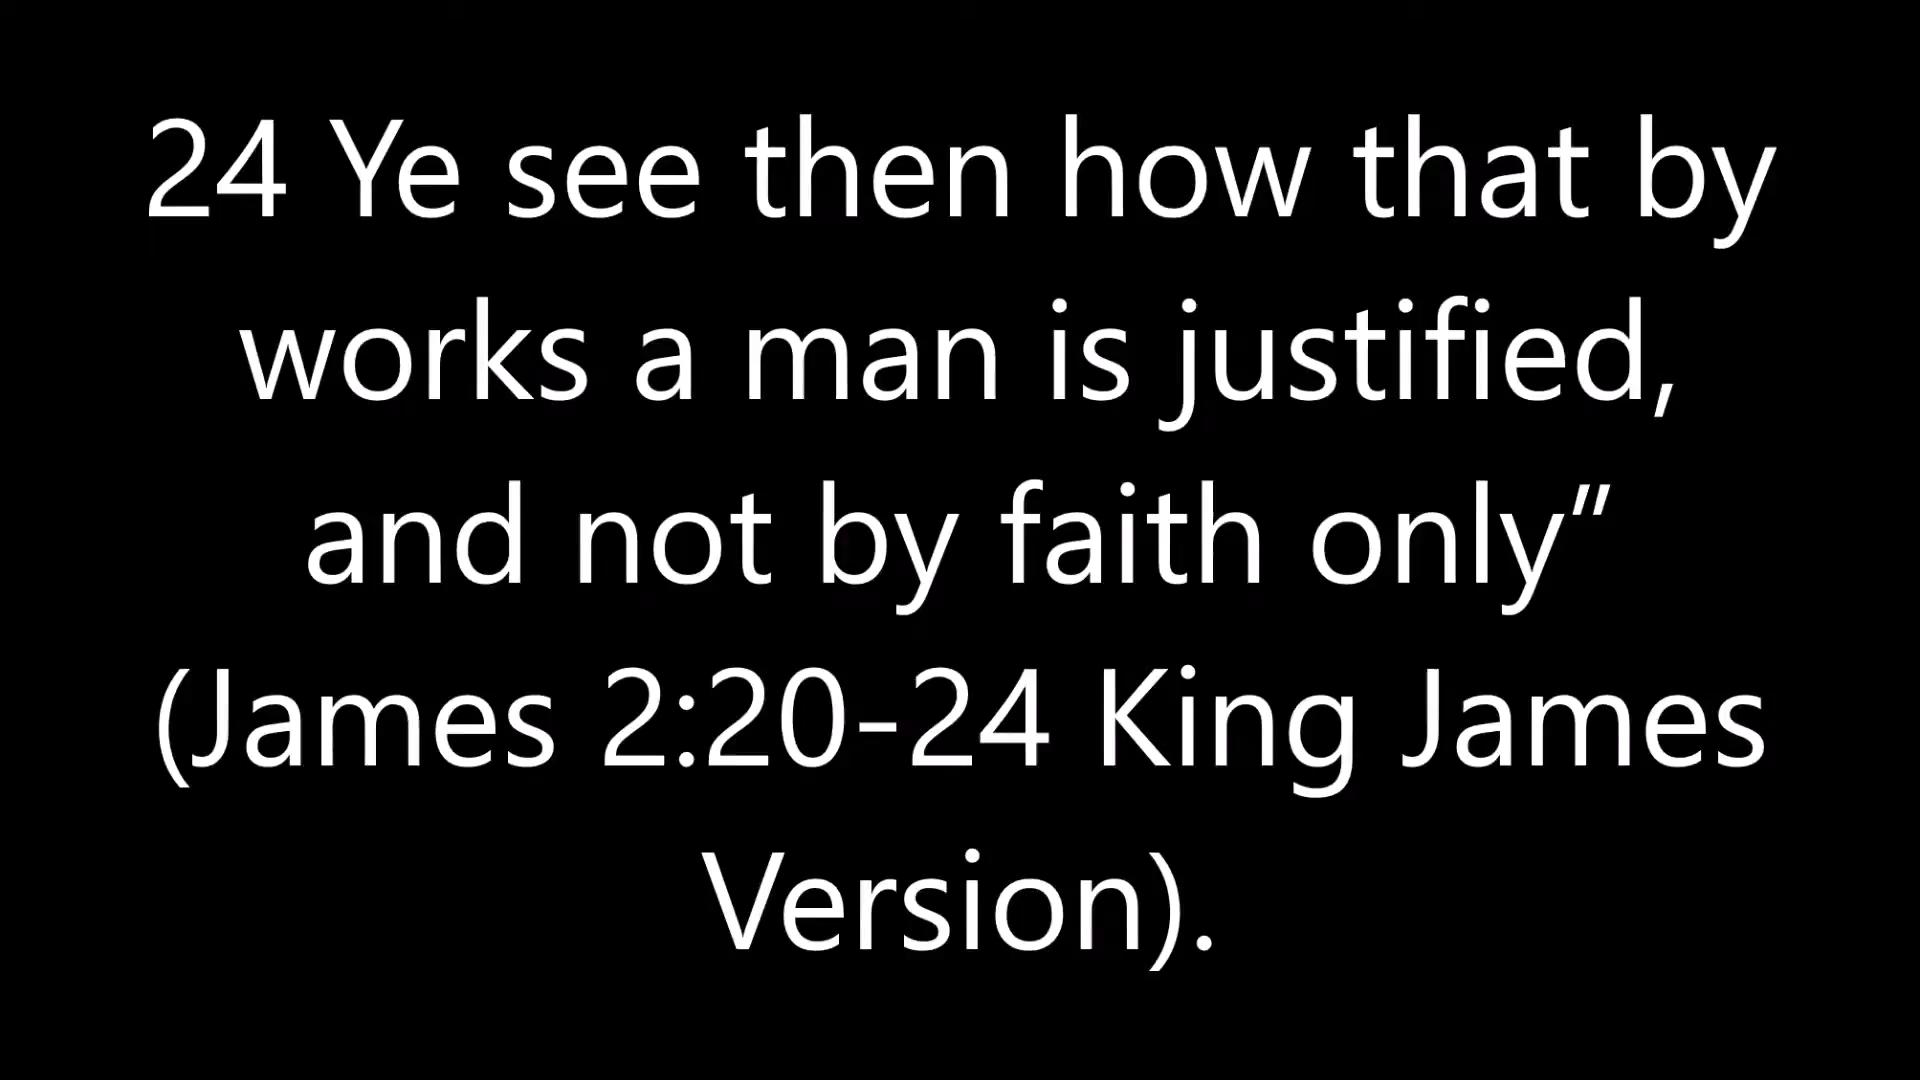 24 Ye see then how that by
works a man is justified,
and not by faith only”
(James 2:20-24 King James
Version).